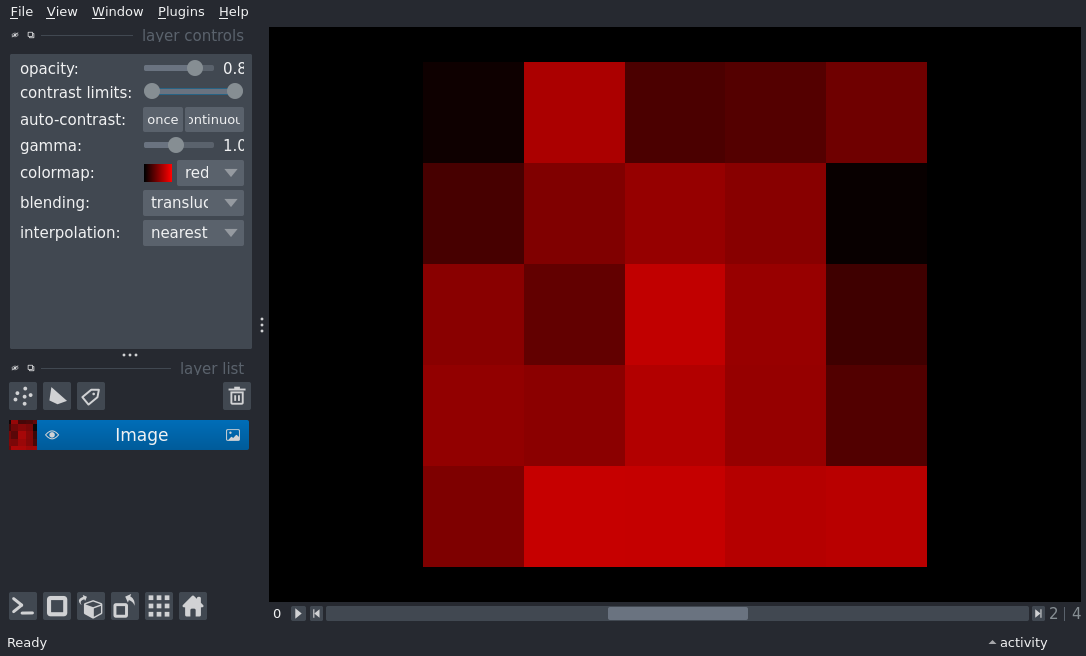 File View Window Plugins Help
layer controls
opacity: 0.8
contrast limits:
auto-contrast: once ontinuou
gamma: 1.0
colormap: red
blending: transluc
interpolation: nearest
layer list
Image
0 2 | 4
Ready activity